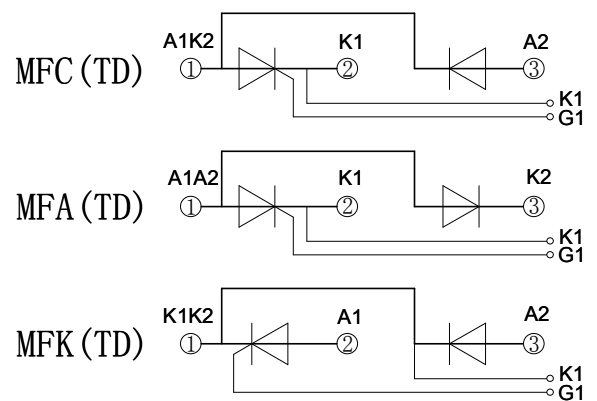 A1K2 K1 A2
MFC(TD) ① ② ③
K1
G1
A1A2 K1 K2
MFA(TD) ① ② ③
K1
G1
K1K2 A1 A2
MFK(TD) ① ② ③
K1
G1